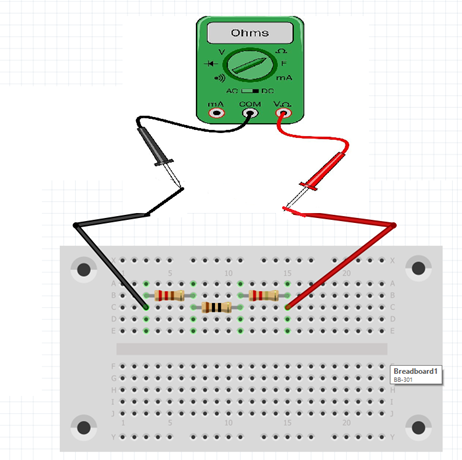 Ohms
V Ω
F
mA
AC DC
mA COM VΩ
X X
5 10 15 20
A A
B B
C C
D D
E E
Breadboard1
BB-301
F
G G
H H
I I
J J
Y Y
1 5 10 15 20